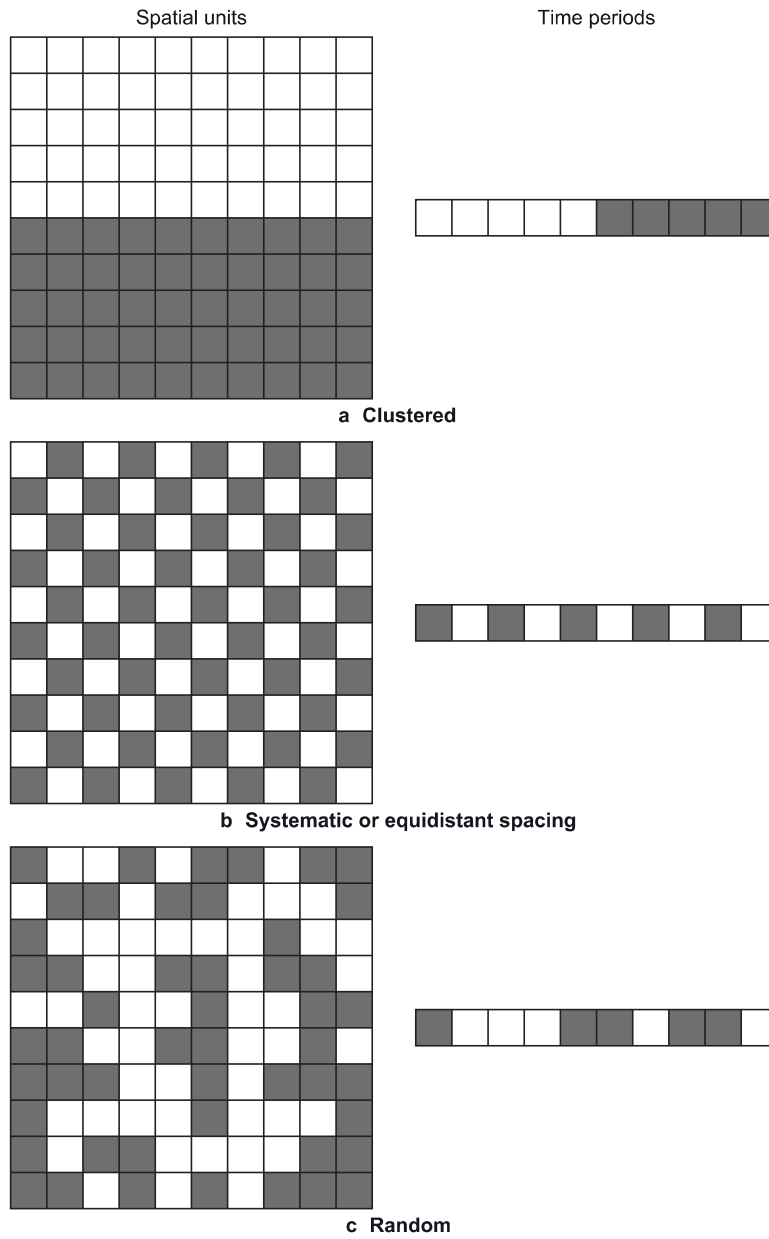 Spatial units
Time periods
a Clustered
b Systematic or equidistant spacing
c Random